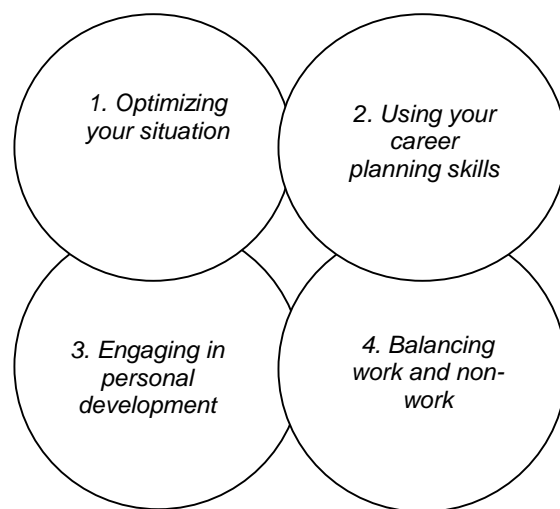 1. Optimizing
your situation
2. Using your
career
planning skills
3. Engaging in
personal
development
4. Balancing
work and non-
work